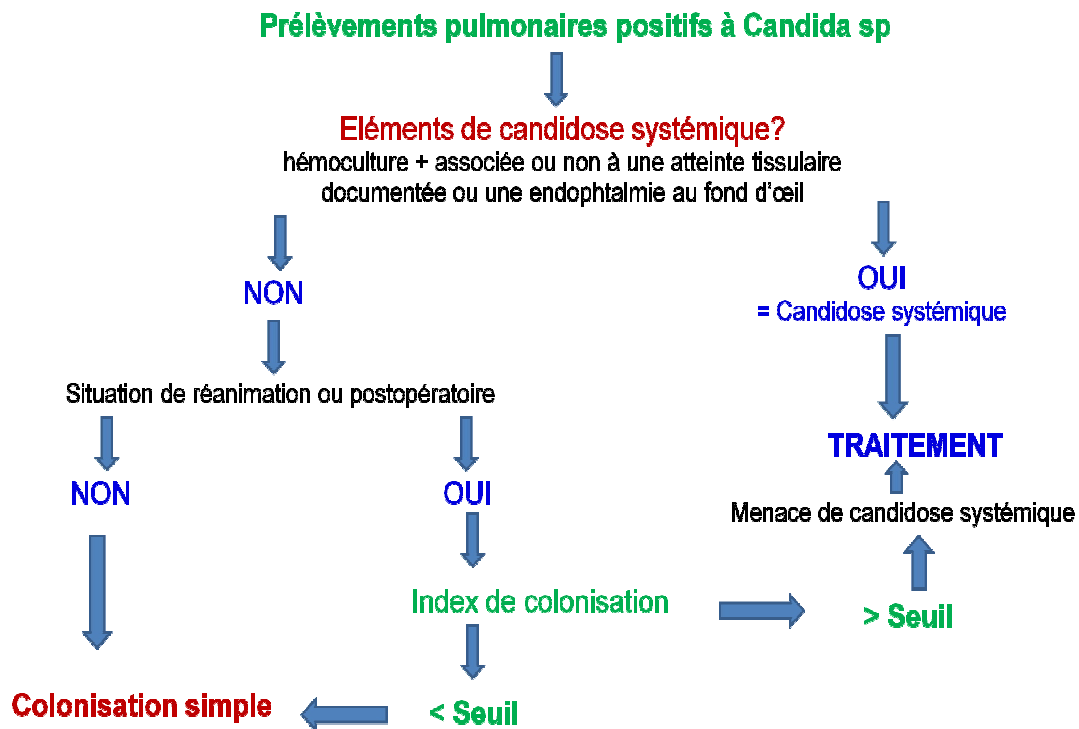 Prélèvements pulmonaires positifs à Candida sp
Eléments de candidose systémique?
hémoculture + associée ou non à une atteinte tissulaire
documentée ou une endophtalmie au fond d'œil
NON
OUI
= Candidose systémique
Situation de réanimation ou postopératoire
TRAITEMENT
NON
OUI
Menace de candidose systémique
Index de colonisation
> Seuil
Colonisation simple
< Seuil